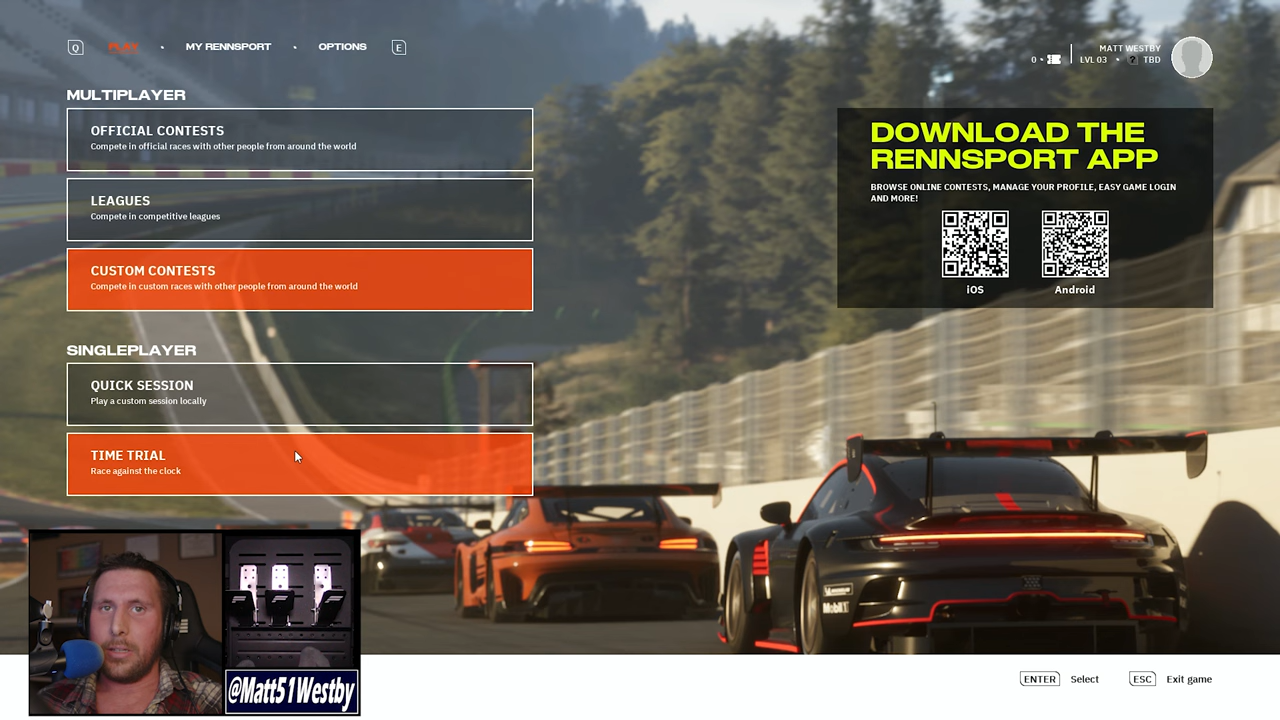 Q PLAY • MY RENNSPORT • OPTIONS E
MATT WESTBY
0 • LVL 03 • ? TBD
MULTIPLAYER
OFFICIAL CONTESTS
Compete in official races with other people from around the world
LEAGUES
Compete in competitive leagues
CUSTOM CONTESTS
Compete in custom races with other people from around the world
SINGLEPLAYER
QUICK SESSION
Play a custom session locally
TIME TRIAL
Race against the clock
DOWNLOAD THE
RENNSPORT APP
BROWSE ONLINE CONTESTS, MANAGE YOUR PROFILE, EASY GAME LOGIN
AND MORE!
iOS Android
Mobil 1
@Matt51Westby
ENTER Select ESC Exit game